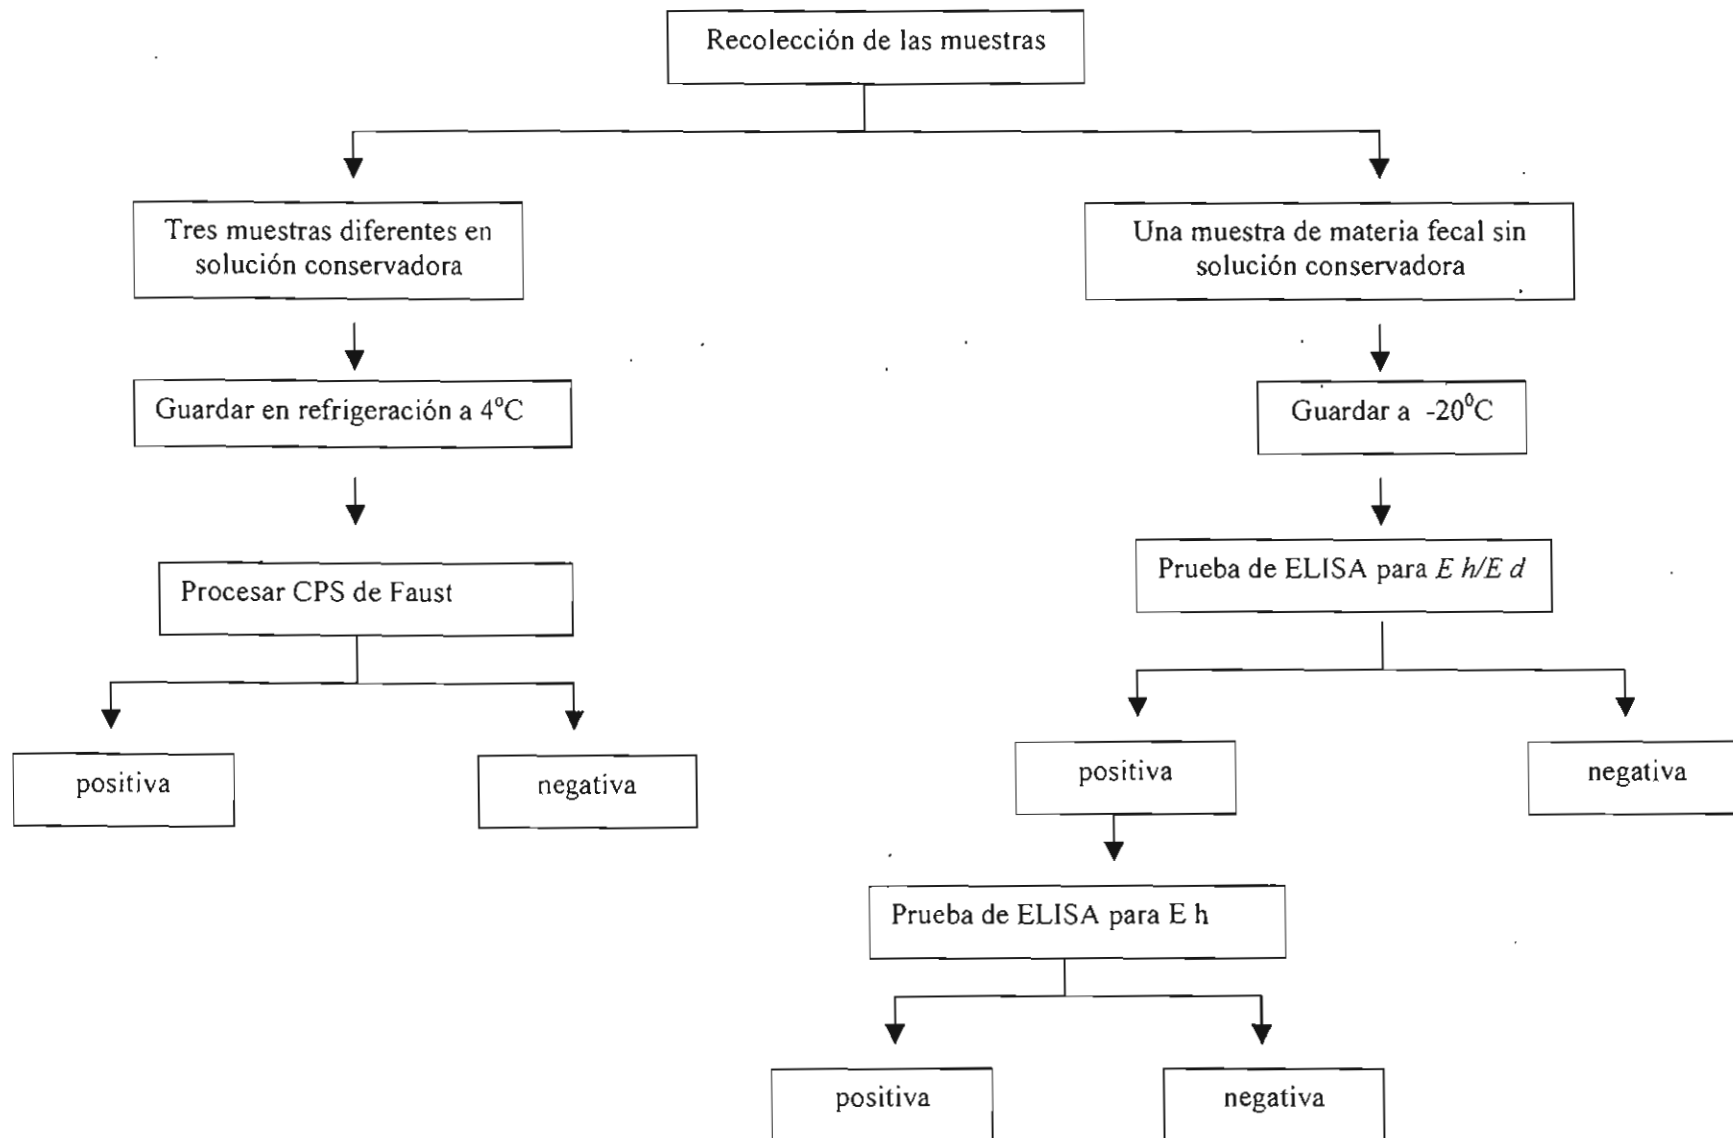 Recolección de las muestras
Tres muestras diferentes en
solución conservadora
Una muestra de materia fecal sin
solución conservadora
Guardar en refrigeración a 4°C
Guardar a -20⁰C
Procesar CPS de Faust
Prueba de ELISA para E h/E d
positiva
negativa
positiva
negativa
Prueba de ELISA para E h
positiva
negativa